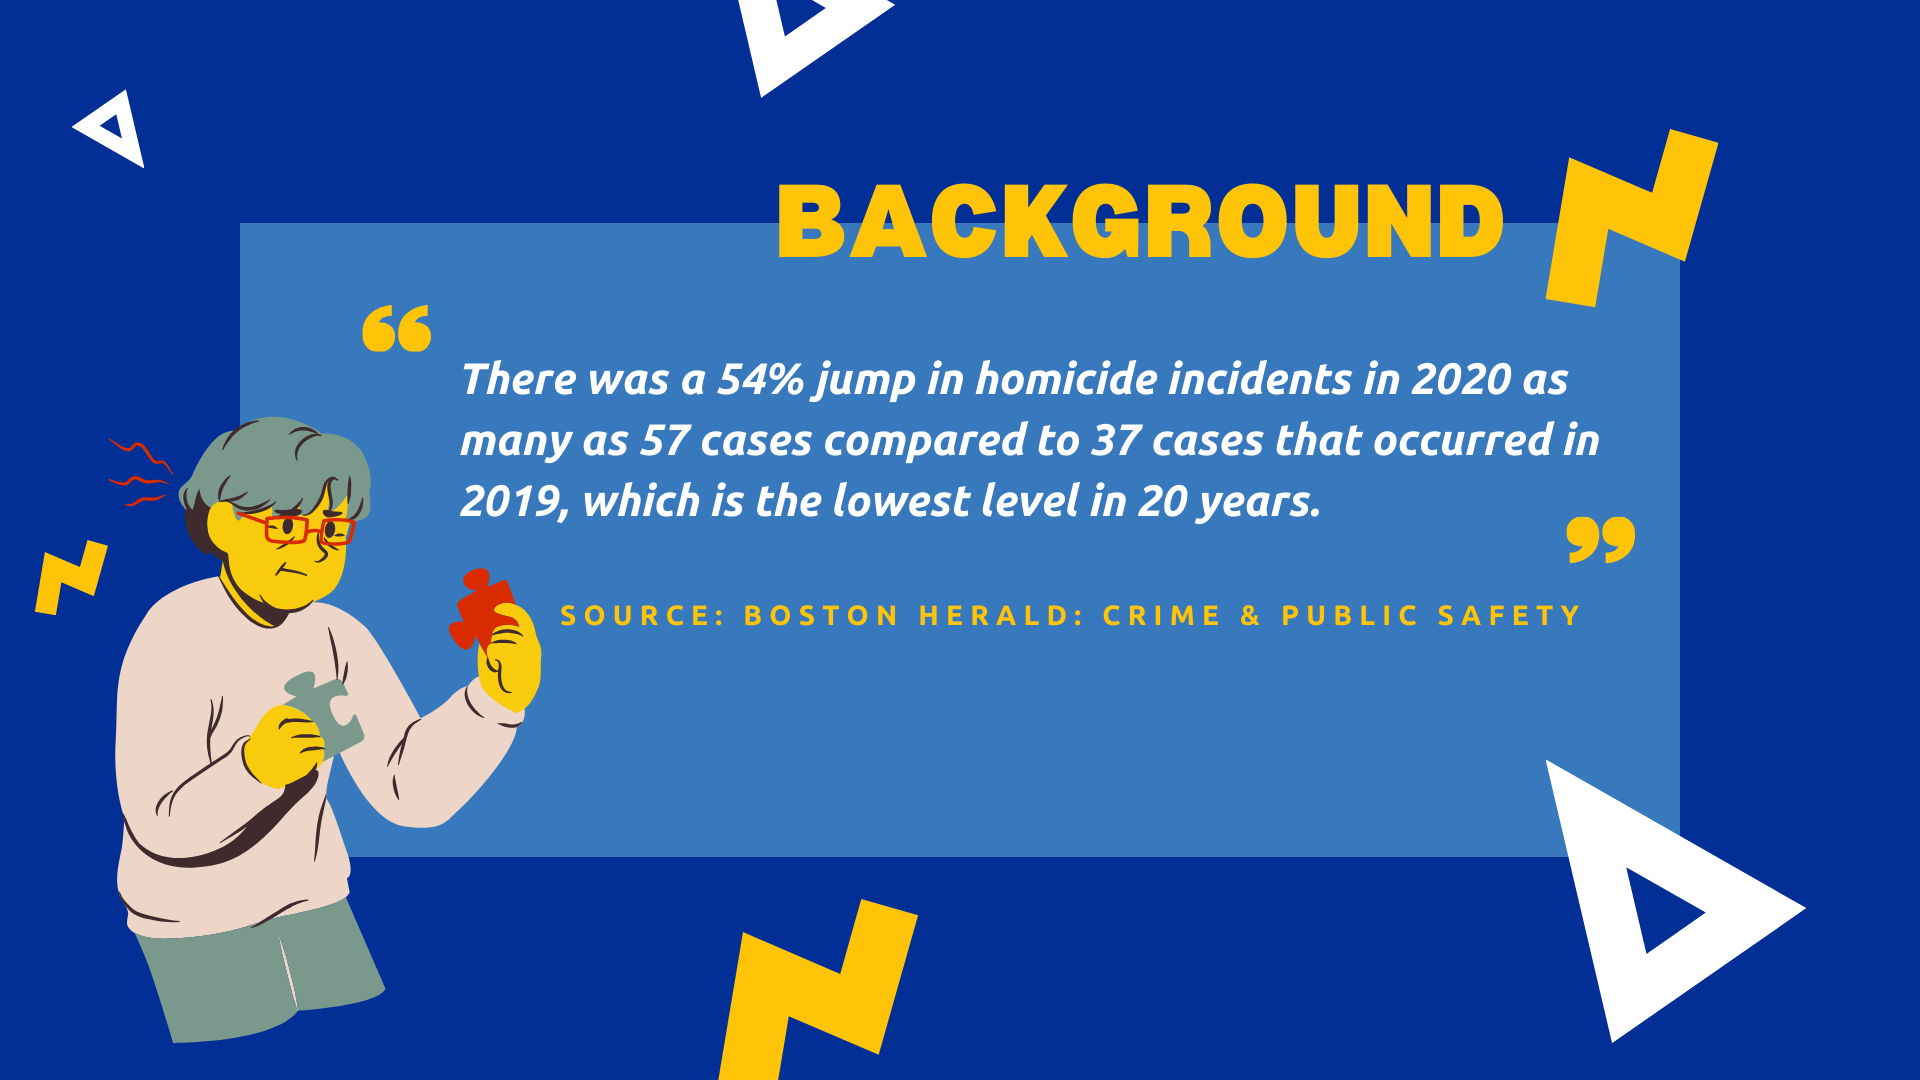 BACKGROUND
“
There was a 54% jump in homicide incidents in 2020 as
many as 57 cases compared to 37 cases that occurred in
2019, which is the lowest level in 20 years.
”
SOURCE: BOSTON HERALD: CRIME & PUBLIC SAFETY